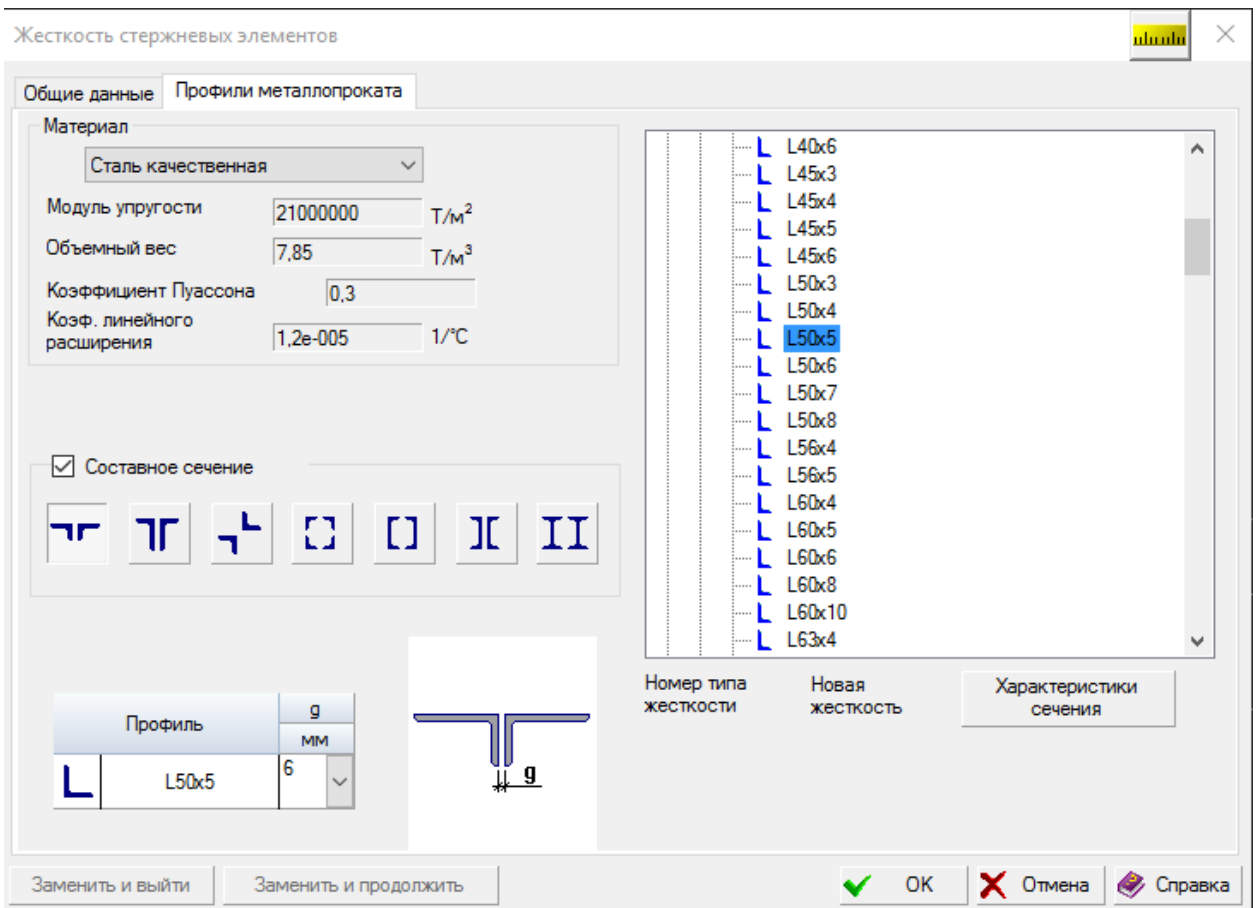 Жесткость стержневых элементов
Общие данные
Профили металлопроката
Материал
Сталь качественная
Модуль упругости
21000000
Т/м²
Объемный вес
7,85
Т/м³
Коэффициент Пуассона
0,3
Коэф. линейного
расширения
1,2e-005
1/°C
Составное сечение
Профиль
g
мм
L50x5
6
g
L40x6
L45x3
L45x4
L45x5
L45x6
L50x3
L50x4
L50x5
L50x6
L50x7
L50x8
L56x4
L56x5
L60x4
L60x5
L60x6
L60x8
L60x10
L63x4
Номер типа
жесткости
Новая
жесткость
Характеристики
сечения
Заменить и выйти
Заменить и продолжить
OK
Отмена
Справка